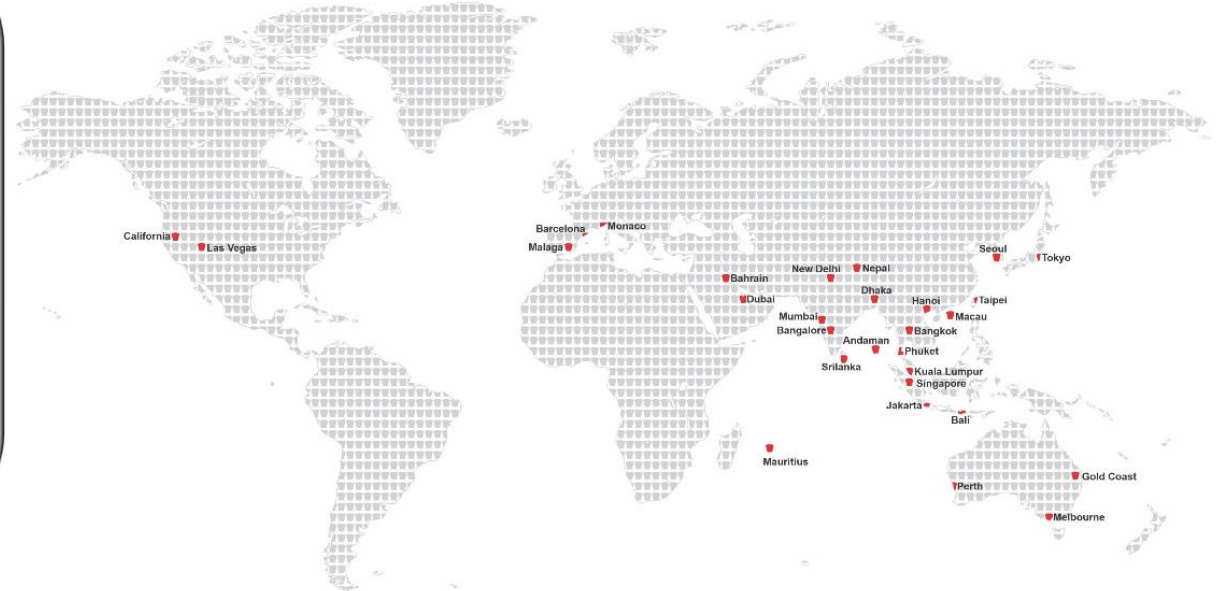 California
Las Vegas
Barcelona
Monaco
Malaga
Bahrain
Dubai
New Delhi
Nepal
Dhaka
Mumbai
Bangalore
Srilanka
Andaman
Hanoi
Macau
Bangkok
Phuket
Kuala Lumpur
Singapore
Jakarta
Bali
Seoul
Tokyo
Taipei
Mauritius
Perth
Gold Coast
Melbourne